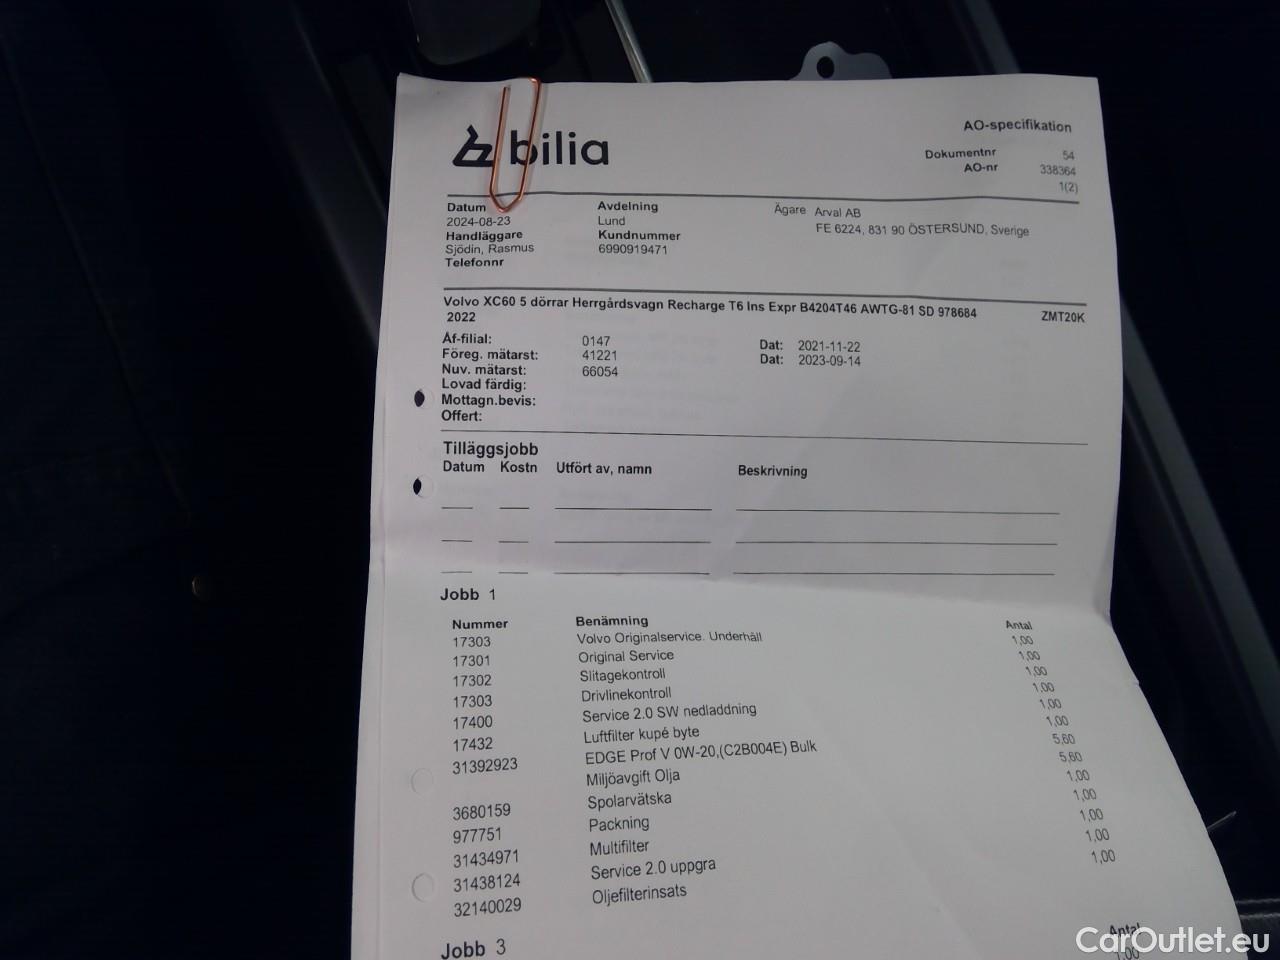 bilia
AO-specifikation
Dokumentnr 54
AO-nr 338364
1(2)
Datum Avdelning Ägare Arval AB
2024-08-23 Lund FE 6224, 831 90 ÖSTERSUND, Sverige
Handläggare Kundnummer
Sjödin, Rasmus 6990919471
Telefonnr
Volvo XC60 5 dörrar Herrgårdsvagn Recharge T6 Ins Expr B4204T46 AWTG-81 SD 978684 ZMT20K
2022
Åf-filial: 0147 Dat: 2021-11-22
Föreg. mätarst: 41221 Dat: 2023-09-14
Nuv. mätarst: 66054
Lovad färdig:
Mottagn.bevis:
Offert:
Tilläggsjobb
Datum Kostn Utfört av, namn Beskrivning
Jobb 1
Nummer Benämning Antal
17303 Volvo Originalservice. Underhåll 1,00
17301 Original Service 1,00
17302 Slitagekontroll 1,00
17303 Drivlinekontroll 1,00
17400 Service 2.0 SW nedladdning 1,00
17432 Luftfilter kupé byte 1,00
31392923 EDGE Prof V 0W-20,(C2B004E) Bulk 5,60
Miljöavgift Olja 5,60
3680159 Spolarvätska 1,00
977751 Packning 1,00
31434971 Multifilter 1,00
31438124 Service 2.0 uppgra 1,00
32140029 Oljefilterinsats 1,00
Jobb 3 Antal
1,00
CarOutlet.eu